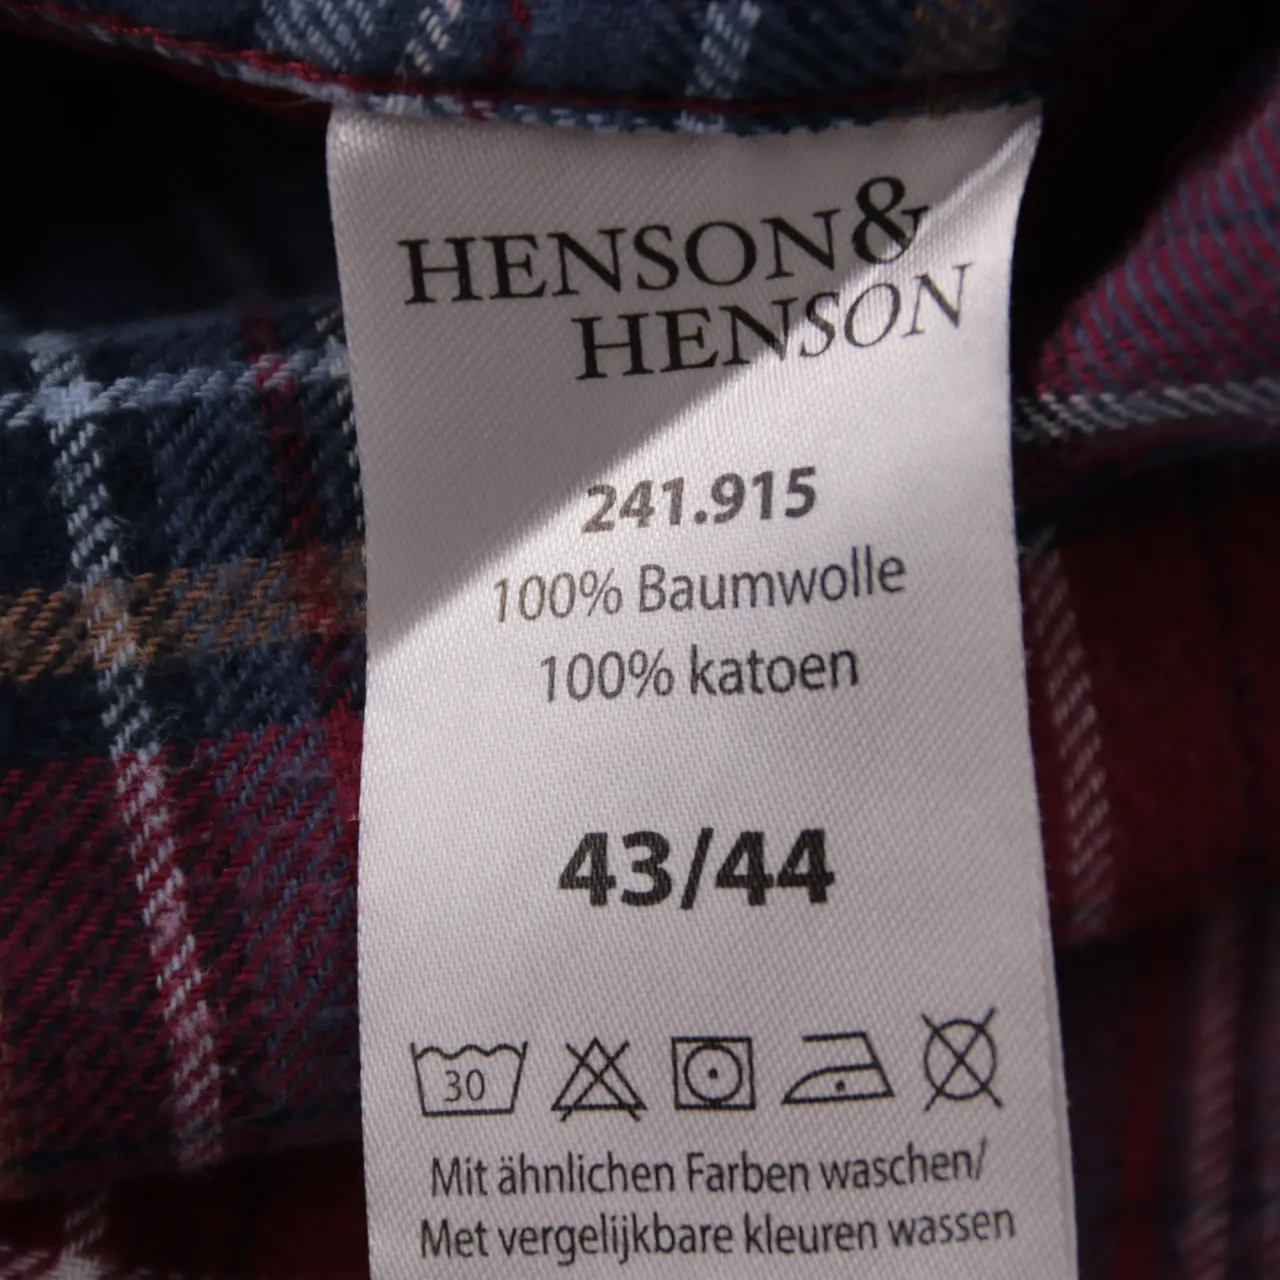 HENSON &
HENSON
241.915
100% Baumwolle
100% katoen
43/44
30
Mit ähnlichen Farben waschen/
Met vergelijkbare kleuren wassen